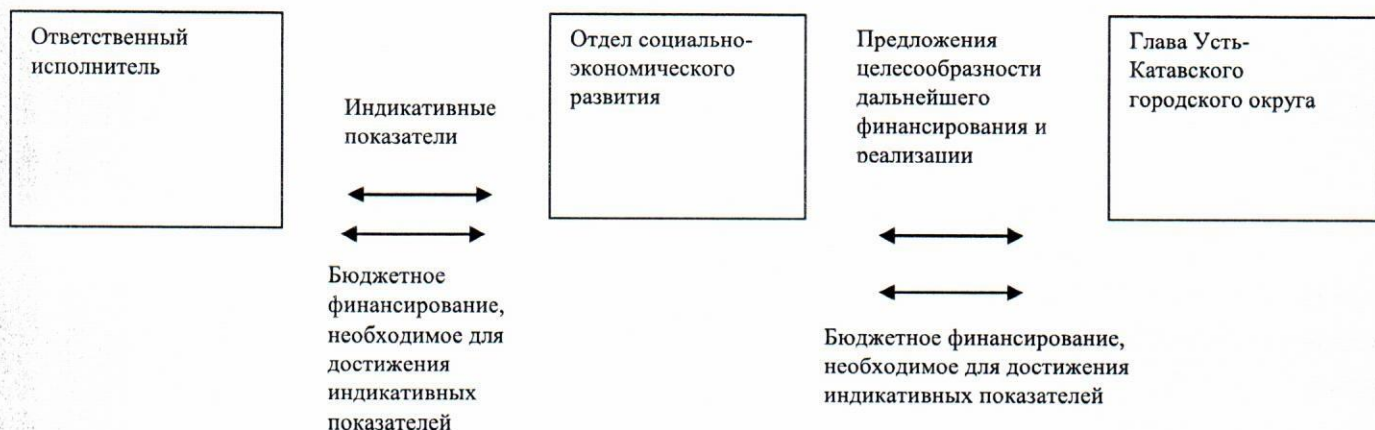 Ответственный
исполнитель
Индикативные
показатели
Бюджетное
финансирование,
необходимое для
достижения
индикативных
показателей
Отдел социально-
экономического
развития
Предложения
целесообразности
дальнейшего
финансирования и
реализации
Бюджетное финансирование,
необходимое для достижения
индикативных показателей
Глава Усть-
Катавского
городского округа